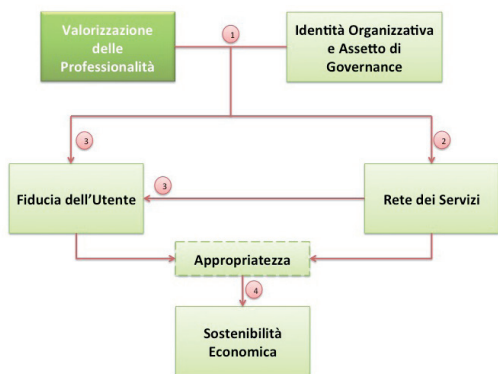 Valorizzazione
delle
Professionalità
1
Identità Organizzativa
e Assetto di
Governance
3
2
Fiducia dell'Utente
3
Rete dei Servizi
Appropriatezza
4
Sostenibilità
Economica